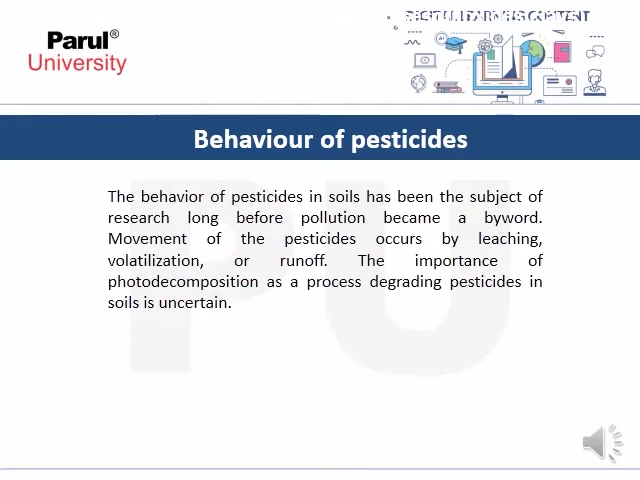 Parul®
University
Behaviour of pesticides
The behavior of pesticides in soils has been the subject of
research long before pollution became a byword.
Movement of the pesticides occurs by leaching,
volatilization, or runoff. The importance of
photodecomposition as a process degrading pesticides in
soils is uncertain.